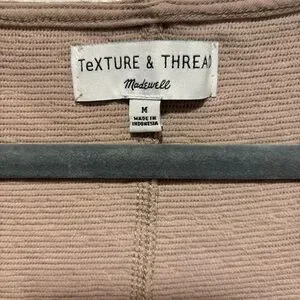 TeXTURE & THREAD
Madewell
M
MADE IN
INDONESIA